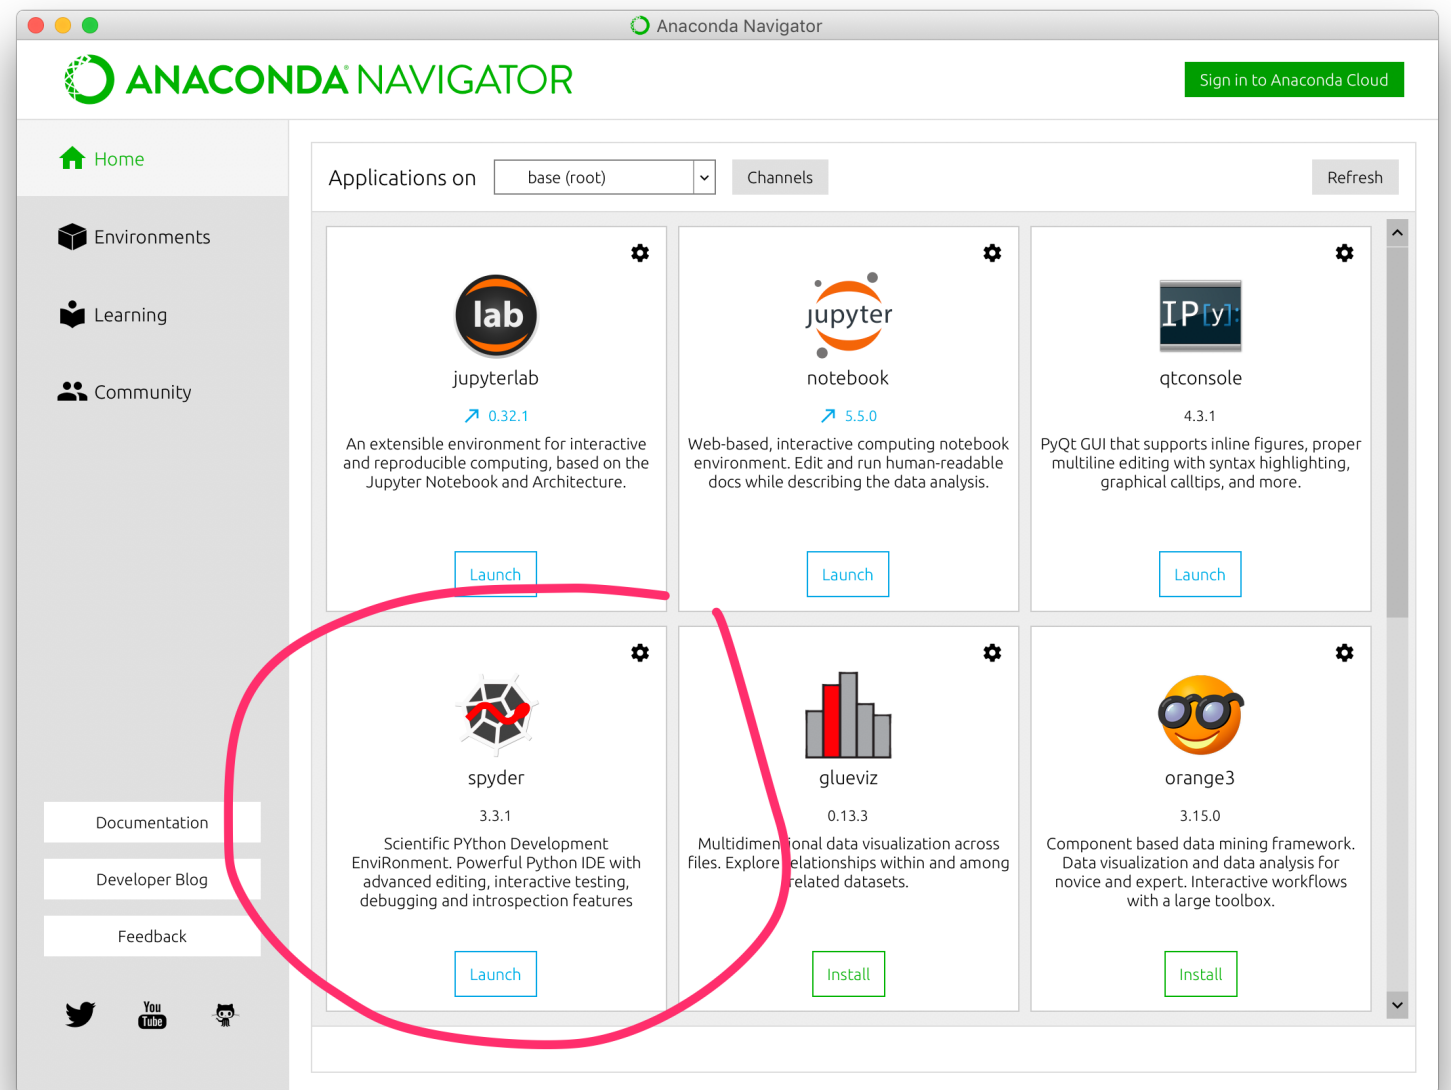 Anaconda Navigator
ANACONDA NAVIGATOR
Sign in to Anaconda Cloud
Home
Environments
Learning
Community
Documentation
Developer Blog
Feedback
You
Tube
Applications on
base (root)
Channels
Refresh
lab
jupyterlab
0.32.1
An extensible environment for interactive
and reproducible computing, based on the
Jupyter Notebook and Architecture.
Launch
jupyter
notebook
5.5.0
Web-based, interactive computing notebook
environment. Edit and run human-readable
docs while describing the data analysis.
Launch
IP[y]:
qtconsole
4.3.1
PyQt GUI that supports inline figures, proper
multiline editing with syntax highlighting,
graphical calltips, and more.
Launch
spyder
3.3.1
Scientific PYthon Development
EnviRonment. Powerful Python IDE with
advanced editing, interactive testing,
debugging and introspection features
Launch
glueviz
0.13.3
Multidimensional data visualization across
files. Explore relationships within and among
related datasets.
Install
orange3
3.15.0
Component based data mining framework.
Data visualization and data analysis for
novice and expert. Interactive workflows
with a large toolbox.
Install